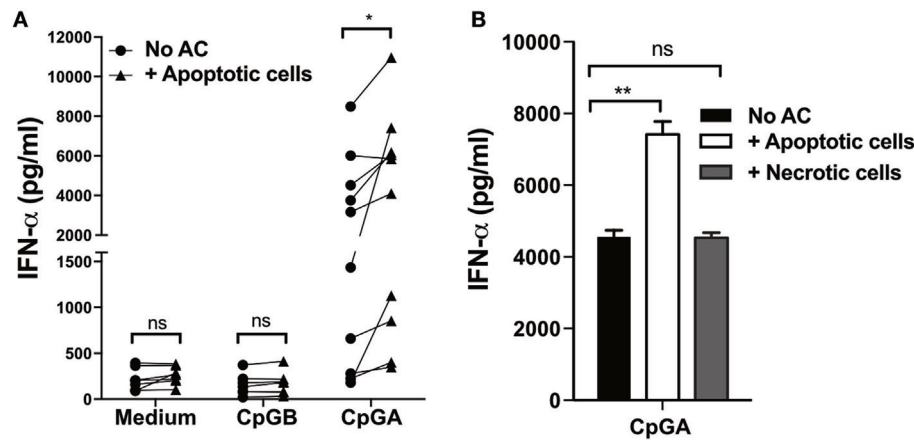 A
IFN-α (pg/ml)
12000
10000
8000
6000
4000
2000
1500
1000
500
0
No AC
+ Apoptotic cells
ns
ns
*
Medium CpGB CpGA
B
IFN-α (pg/ml)
10000
8000
6000
4000
2000
0
ns
**
No AC
+ Apoptotic cells
+ Necrotic cells
CpGA